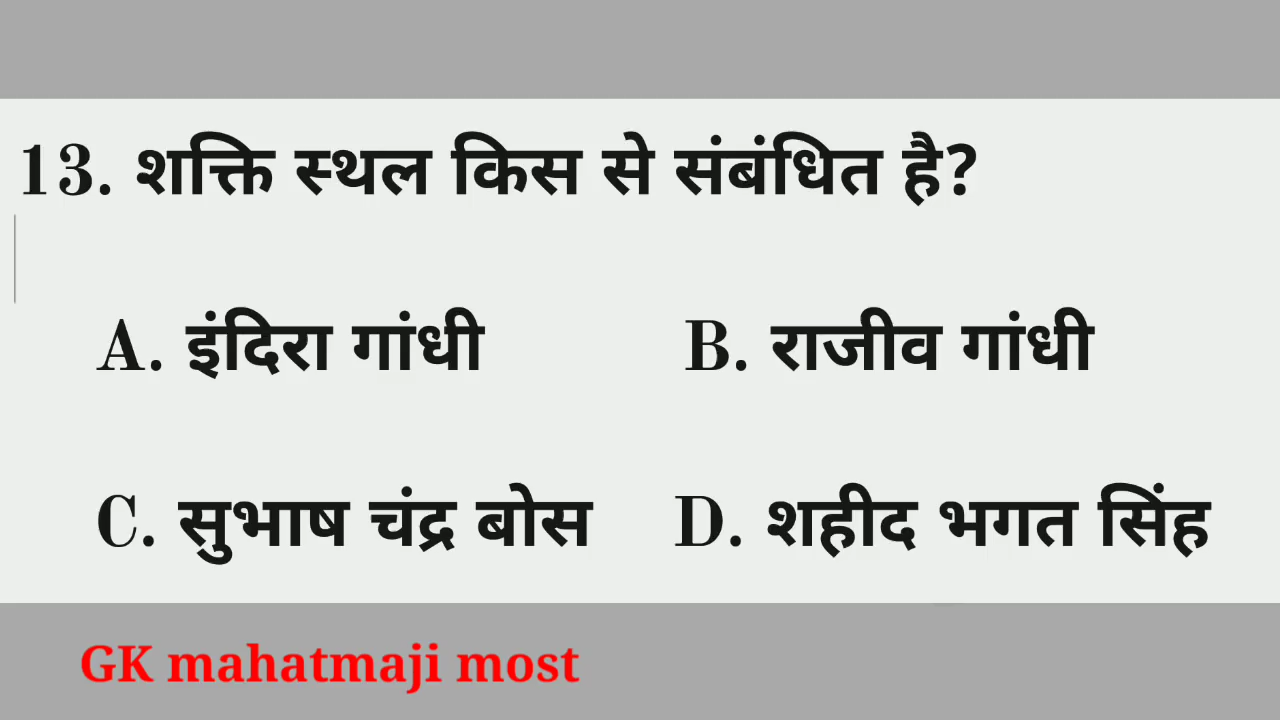 13. शक्ति स्थल किस से संबंधित है?
A. इंदिरा गांधी B. राजीव गांधी
C. सुभाष चंद्र बोस D. शहीद भगत सिंह
GK mahatmaji most